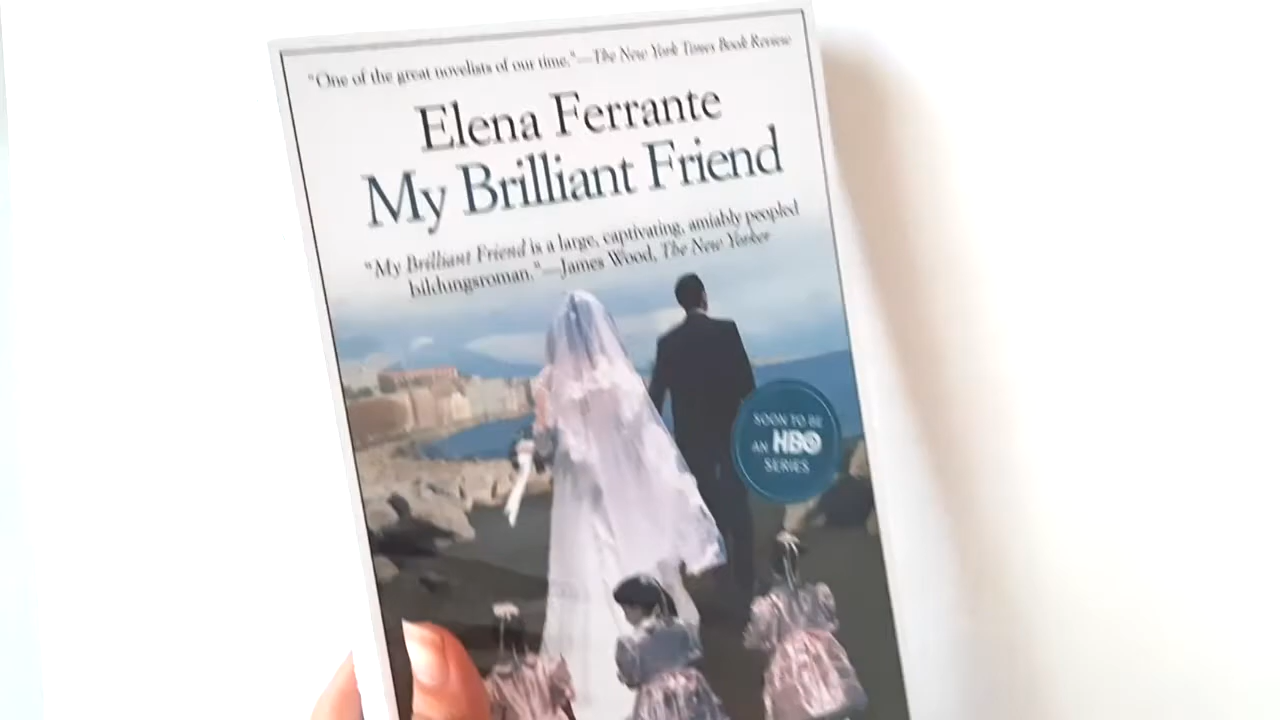 "One of the great novelists of our time."—The New York Times Book Review
Elena Ferrante
My Brilliant Friend
"My Brilliant Friend is a large, captivating, amiably peopled
bildungsroman."—James Wood, The New Yorker
SOON TO BE
AN HBO
SERIES